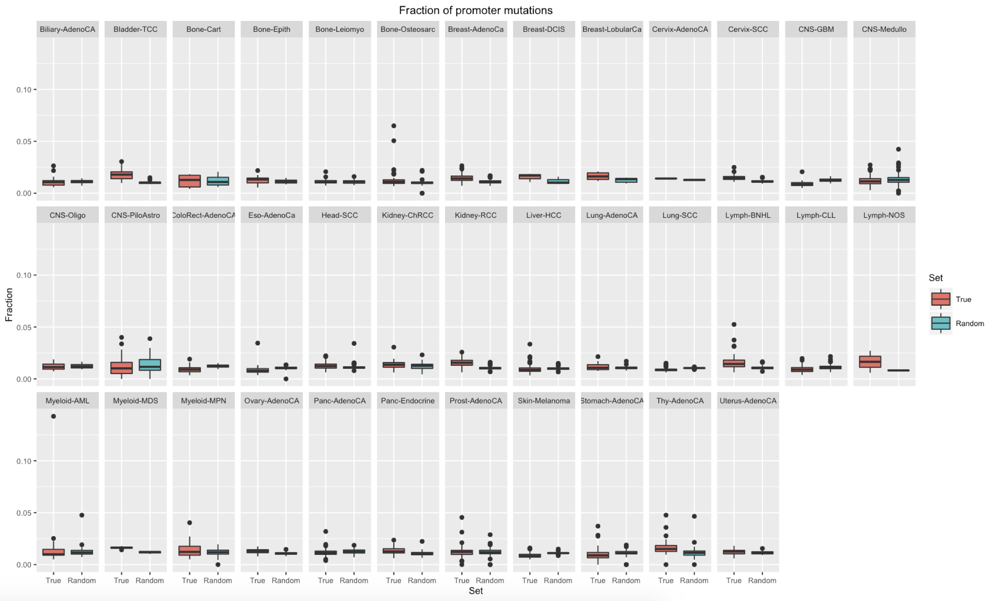 Fraction of promoter mutations
Biliary-AdenoCA Bladder-TCC Bone-Cart Bone-Epith Bone-Leiomyo Bone-Osteosarc Breast-AdenoCa Breast-DCIS Breast-LobularCa Cervix-AdenoCA Cervix-SCC CNS-GBM CNS-Medullo
0.10
0.05
0.00
CNS-Oligo CNS-PiloAstro ColoRect-AdenoCA Eso-AdenoCa Head-SCC Kidney-ChRCC Kidney-RCC Liver-HCC Lung-AdenoCA Lung-SCC Lymph-BNHL Lymph-CLL Lymph-NOS
0.10
0.05
0.00
Fraction
Set
True
Random
Myeloid-AML Myeloid-MDS Myeloid-MPN Ovary-AdenoCA Panc-AdenoCA Panc-Endocrine Prost-AdenoCA Skin-Melanoma Stomach-AdenoCA Thy-AdenoCA Uterus-AdenoCA
0.10
0.05
0.00
True Random True Random True Random True Random True Random True Random True Random True Random True Random True Random True Random
Set